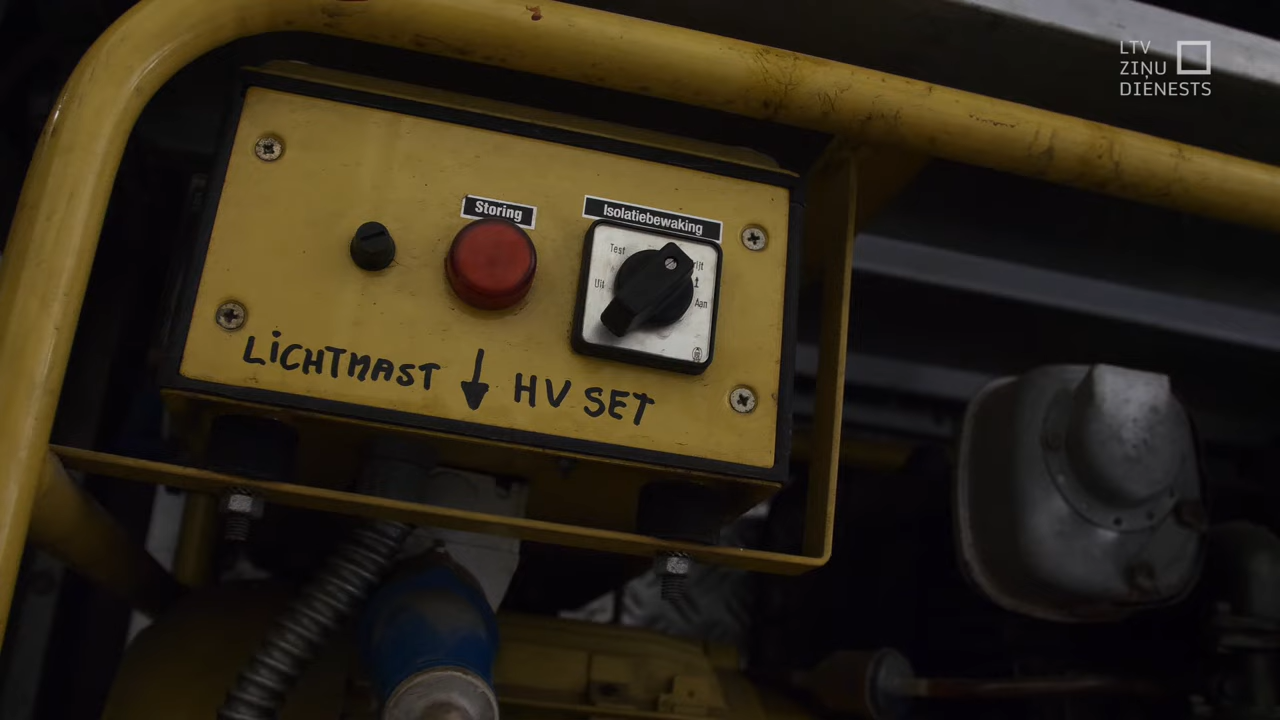 LTV
ZIŅU
DIENESTS
Storing
Isolatiebewaking
Test
Uit
Aan
LiCHTMAST ↓ HV SET